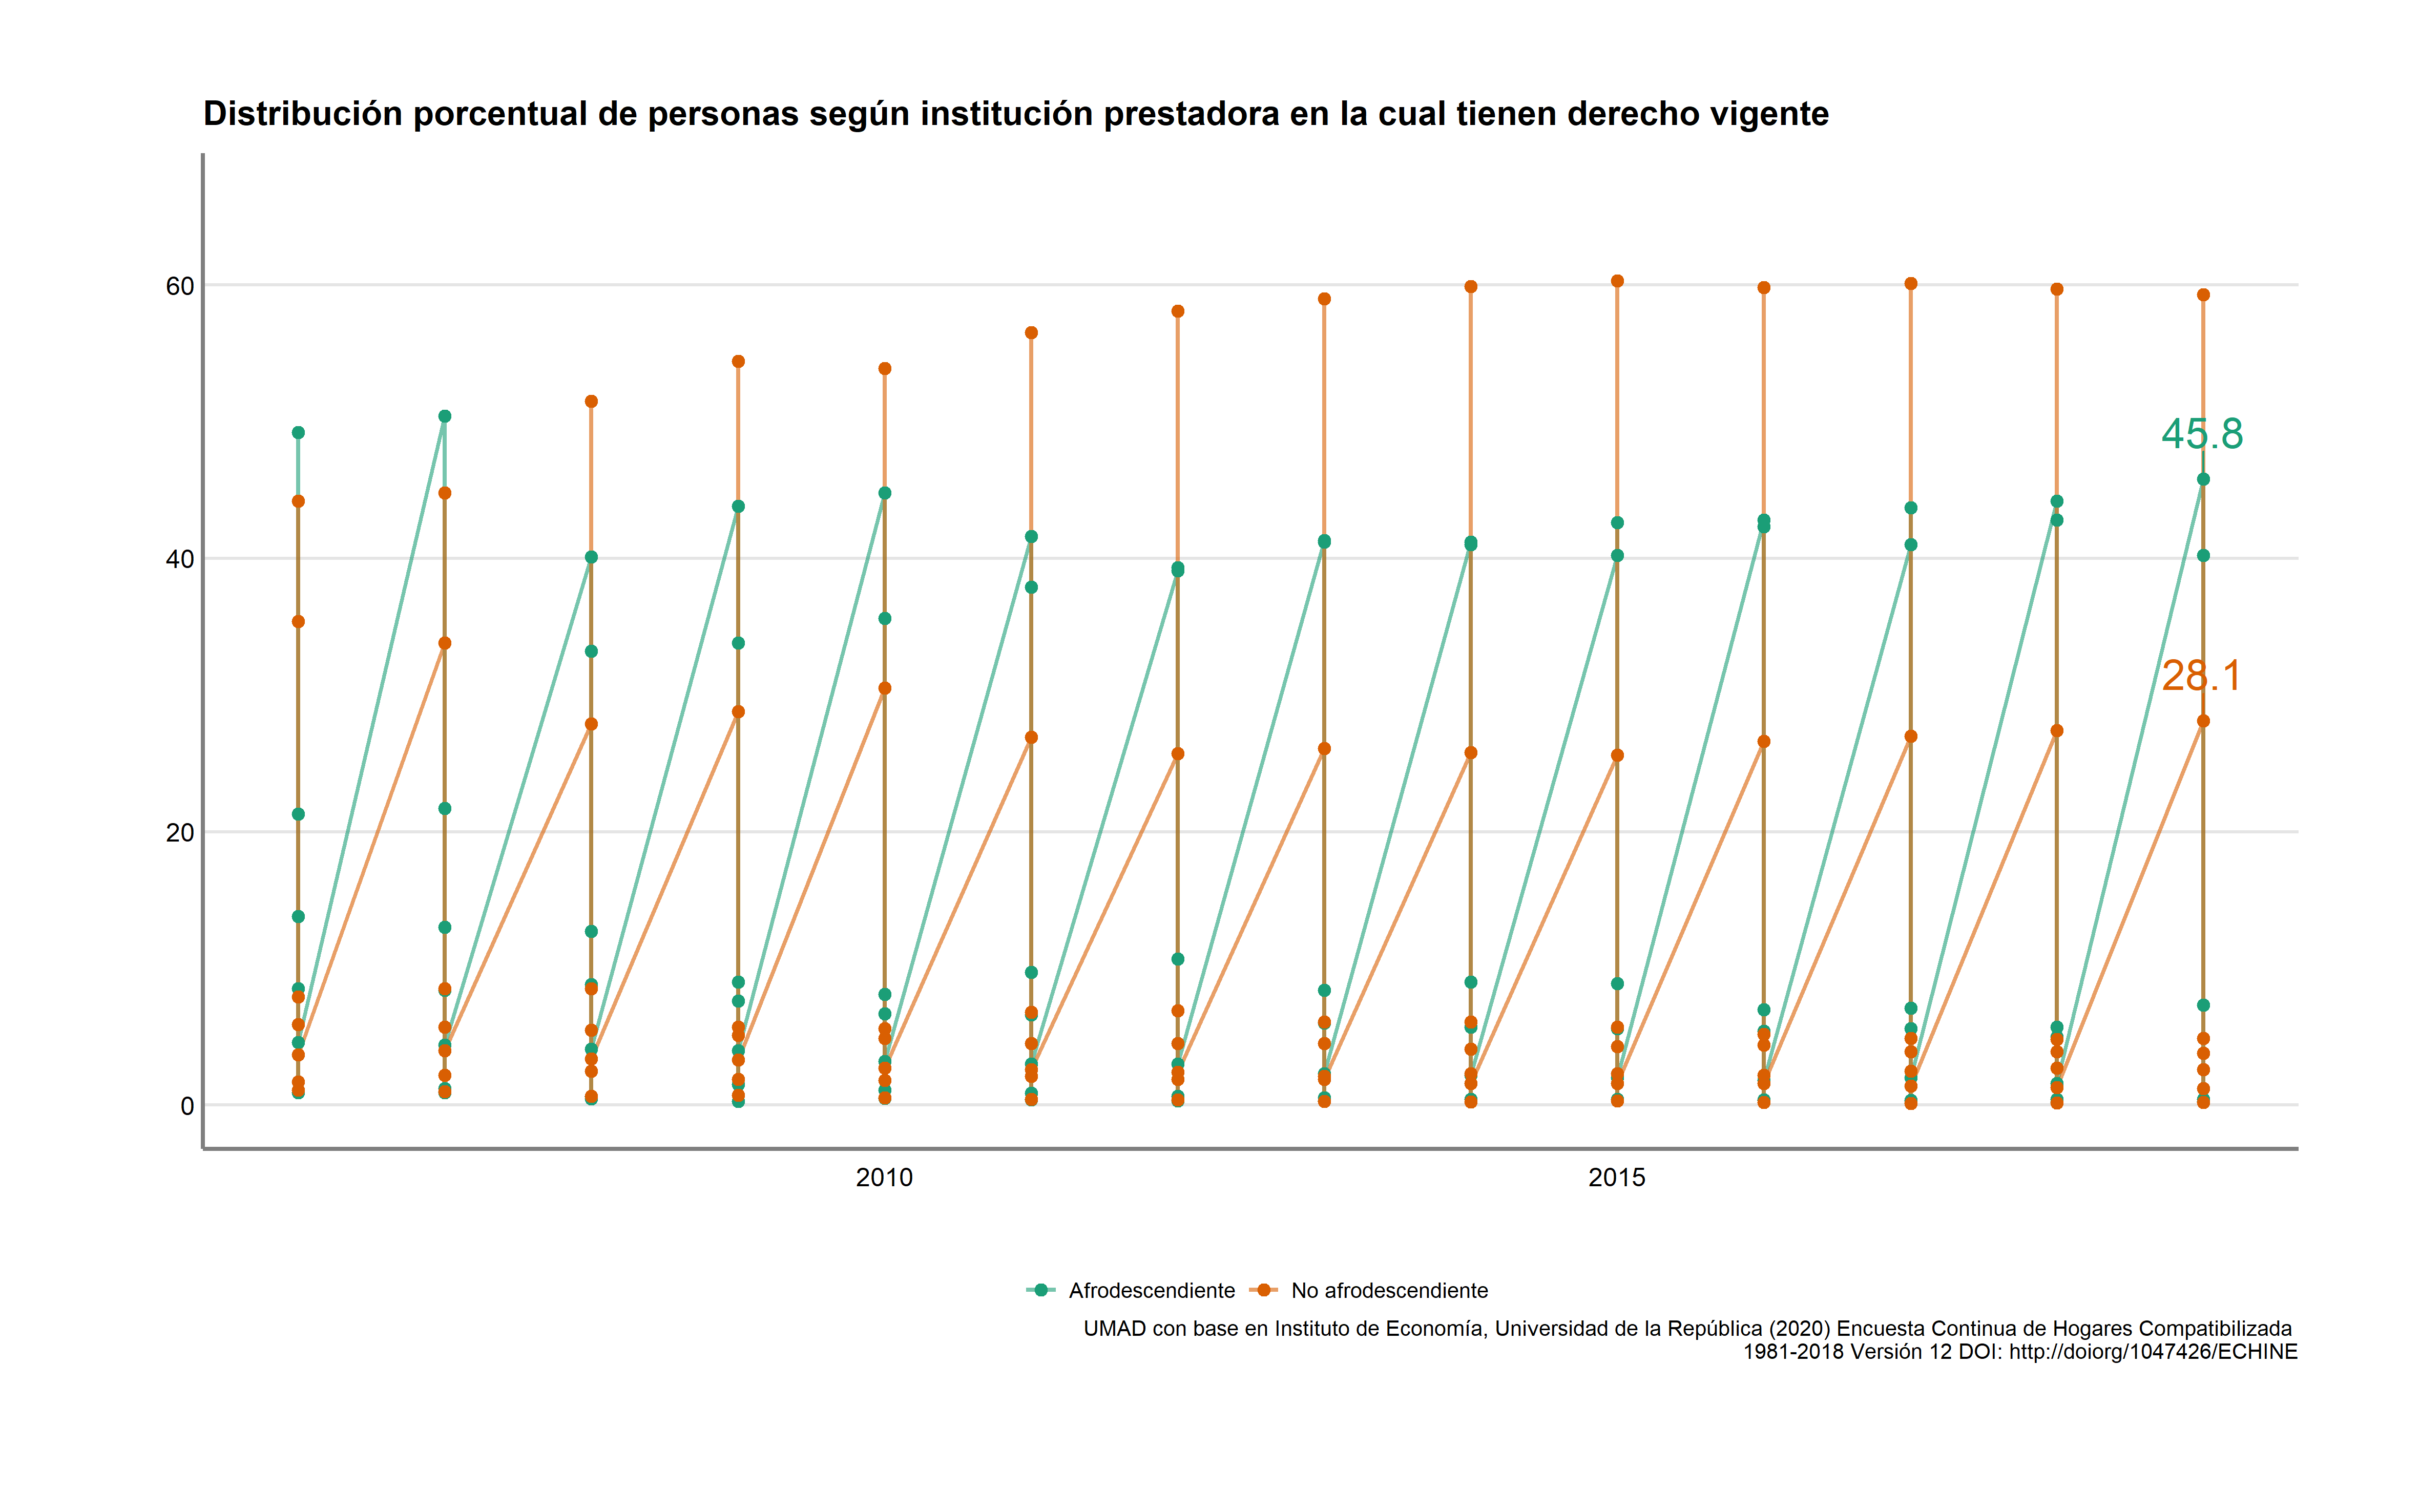 Distribución porcentual de personas según institución prestadora en la cual tienen derecho vigente
60
40
20
0
45.8
28.1
2010
2015
Afrodescendiente
No afrodescendiente
UMAD con base en Instituto de Economía, Universidad de la República (2020) Encuesta Continua de Hogares Compatibilizada
1981-2018 Versión 12 DOI: http://doiorg/1047426/ECHINE